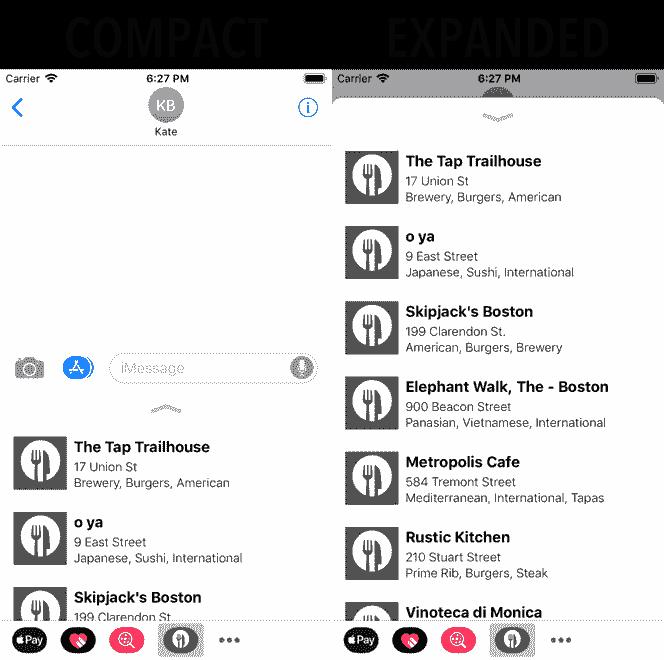 COMPACT
Carrier 6:27 PM
KB
Kate
iMessage
The Tap Trailhouse
17 Union St
Brewery, Burgers, American
o ya
9 East Street
Japanese, Sushi, International
Skipjack's Boston
199 Clarendon St.
Pay
EXPANDED
Carrier 6:27 PM
The Tap Trailhouse
17 Union St
Brewery, Burgers, American
o ya
9 East Street
Japanese, Sushi, International
Skipjack's Boston
199 Clarendon St.
American, Burgers, Brewery
Elephant Walk, The - Boston
900 Beacon Street
Panasian, Vietnamese, International
Metropolis Cafe
584 Tremont Street
Mediterranean, International, Tapas
Rustic Kitchen
210 Stuart Street
Prime Rib, Burgers, Steak
Vinoteca di Monica
Pay